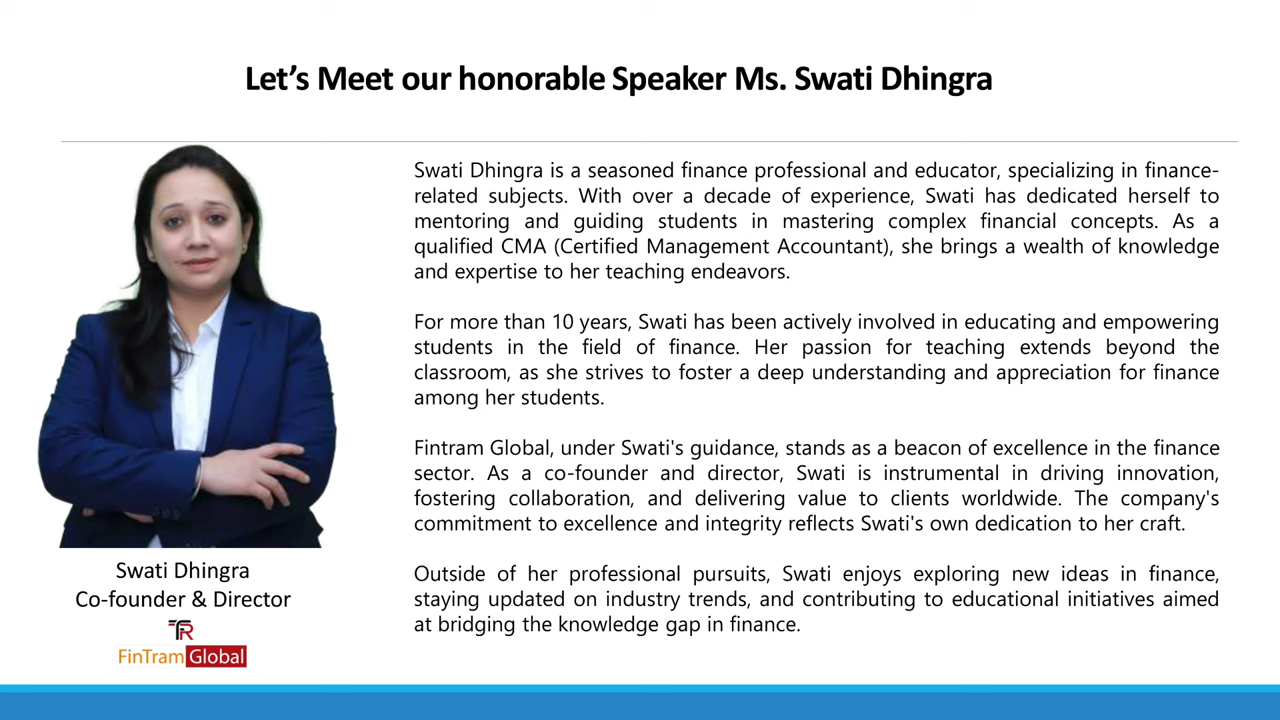 Let's Meet our honorable Speaker Ms. Swati Dhingra
Swati Dhingra is a seasoned finance professional and educator, specializing in finance-
related subjects. With over a decade of experience, Swati has dedicated herself to
mentoring and guiding students in mastering complex financial concepts. As a
qualified CMA (Certified Management Accountant), she brings a wealth of knowledge
and expertise to her teaching endeavors.
For more than 10 years, Swati has been actively involved in educating and empowering
students in the field of finance. Her passion for teaching extends beyond the
classroom, as she strives to foster a deep understanding and appreciation for finance
among her students.
Fintram Global, under Swati's guidance, stands as a beacon of excellence in the finance
sector. As a co-founder and director, Swati is instrumental in driving innovation,
fostering collaboration, and delivering value to clients worldwide. The company's
commitment to excellence and integrity reflects Swati's own dedication to her craft.
Outside of her professional pursuits, Swati enjoys exploring new ideas in finance,
staying updated on industry trends, and contributing to educational initiatives aimed
at bridging the knowledge gap in finance.
Swati Dhingra
Co-founder & Director
FinTram Global